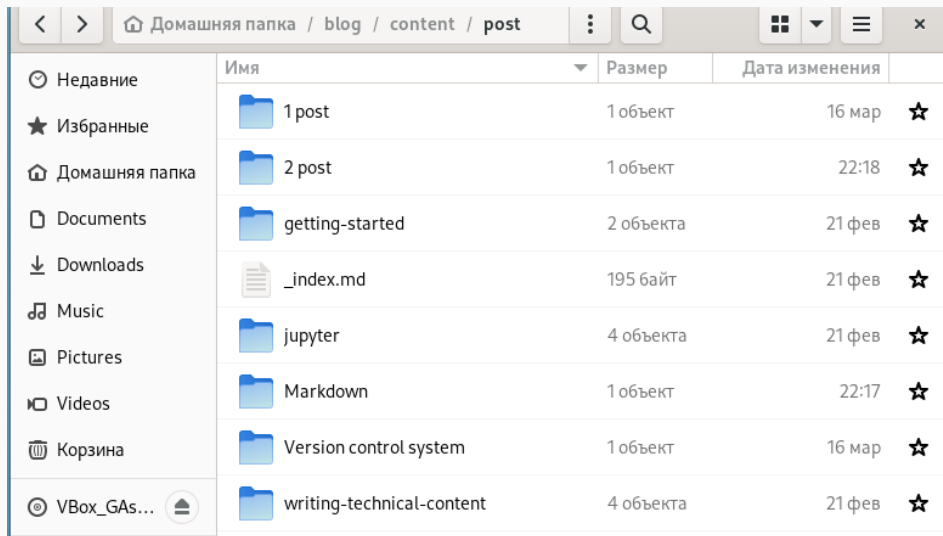 Домашняя папка / blog / content / post
Недавние
Избранные
Домашняя папка
Documents
Downloads
Music
Pictures
Videos
Корзина
VBox_GAs...
Имя Размер Дата изменения
1 post 1 объект 16 мар
2 post 1 объект 22:18
getting-started 2 объекта 21 фев
_index.md 195 байт 21 фев
jupyter 4 объекта 21 фев
Markdown 1 объект 22:17
Version control system 1 объект 16 мар
writing-technical-content 4 объекта 21 фев